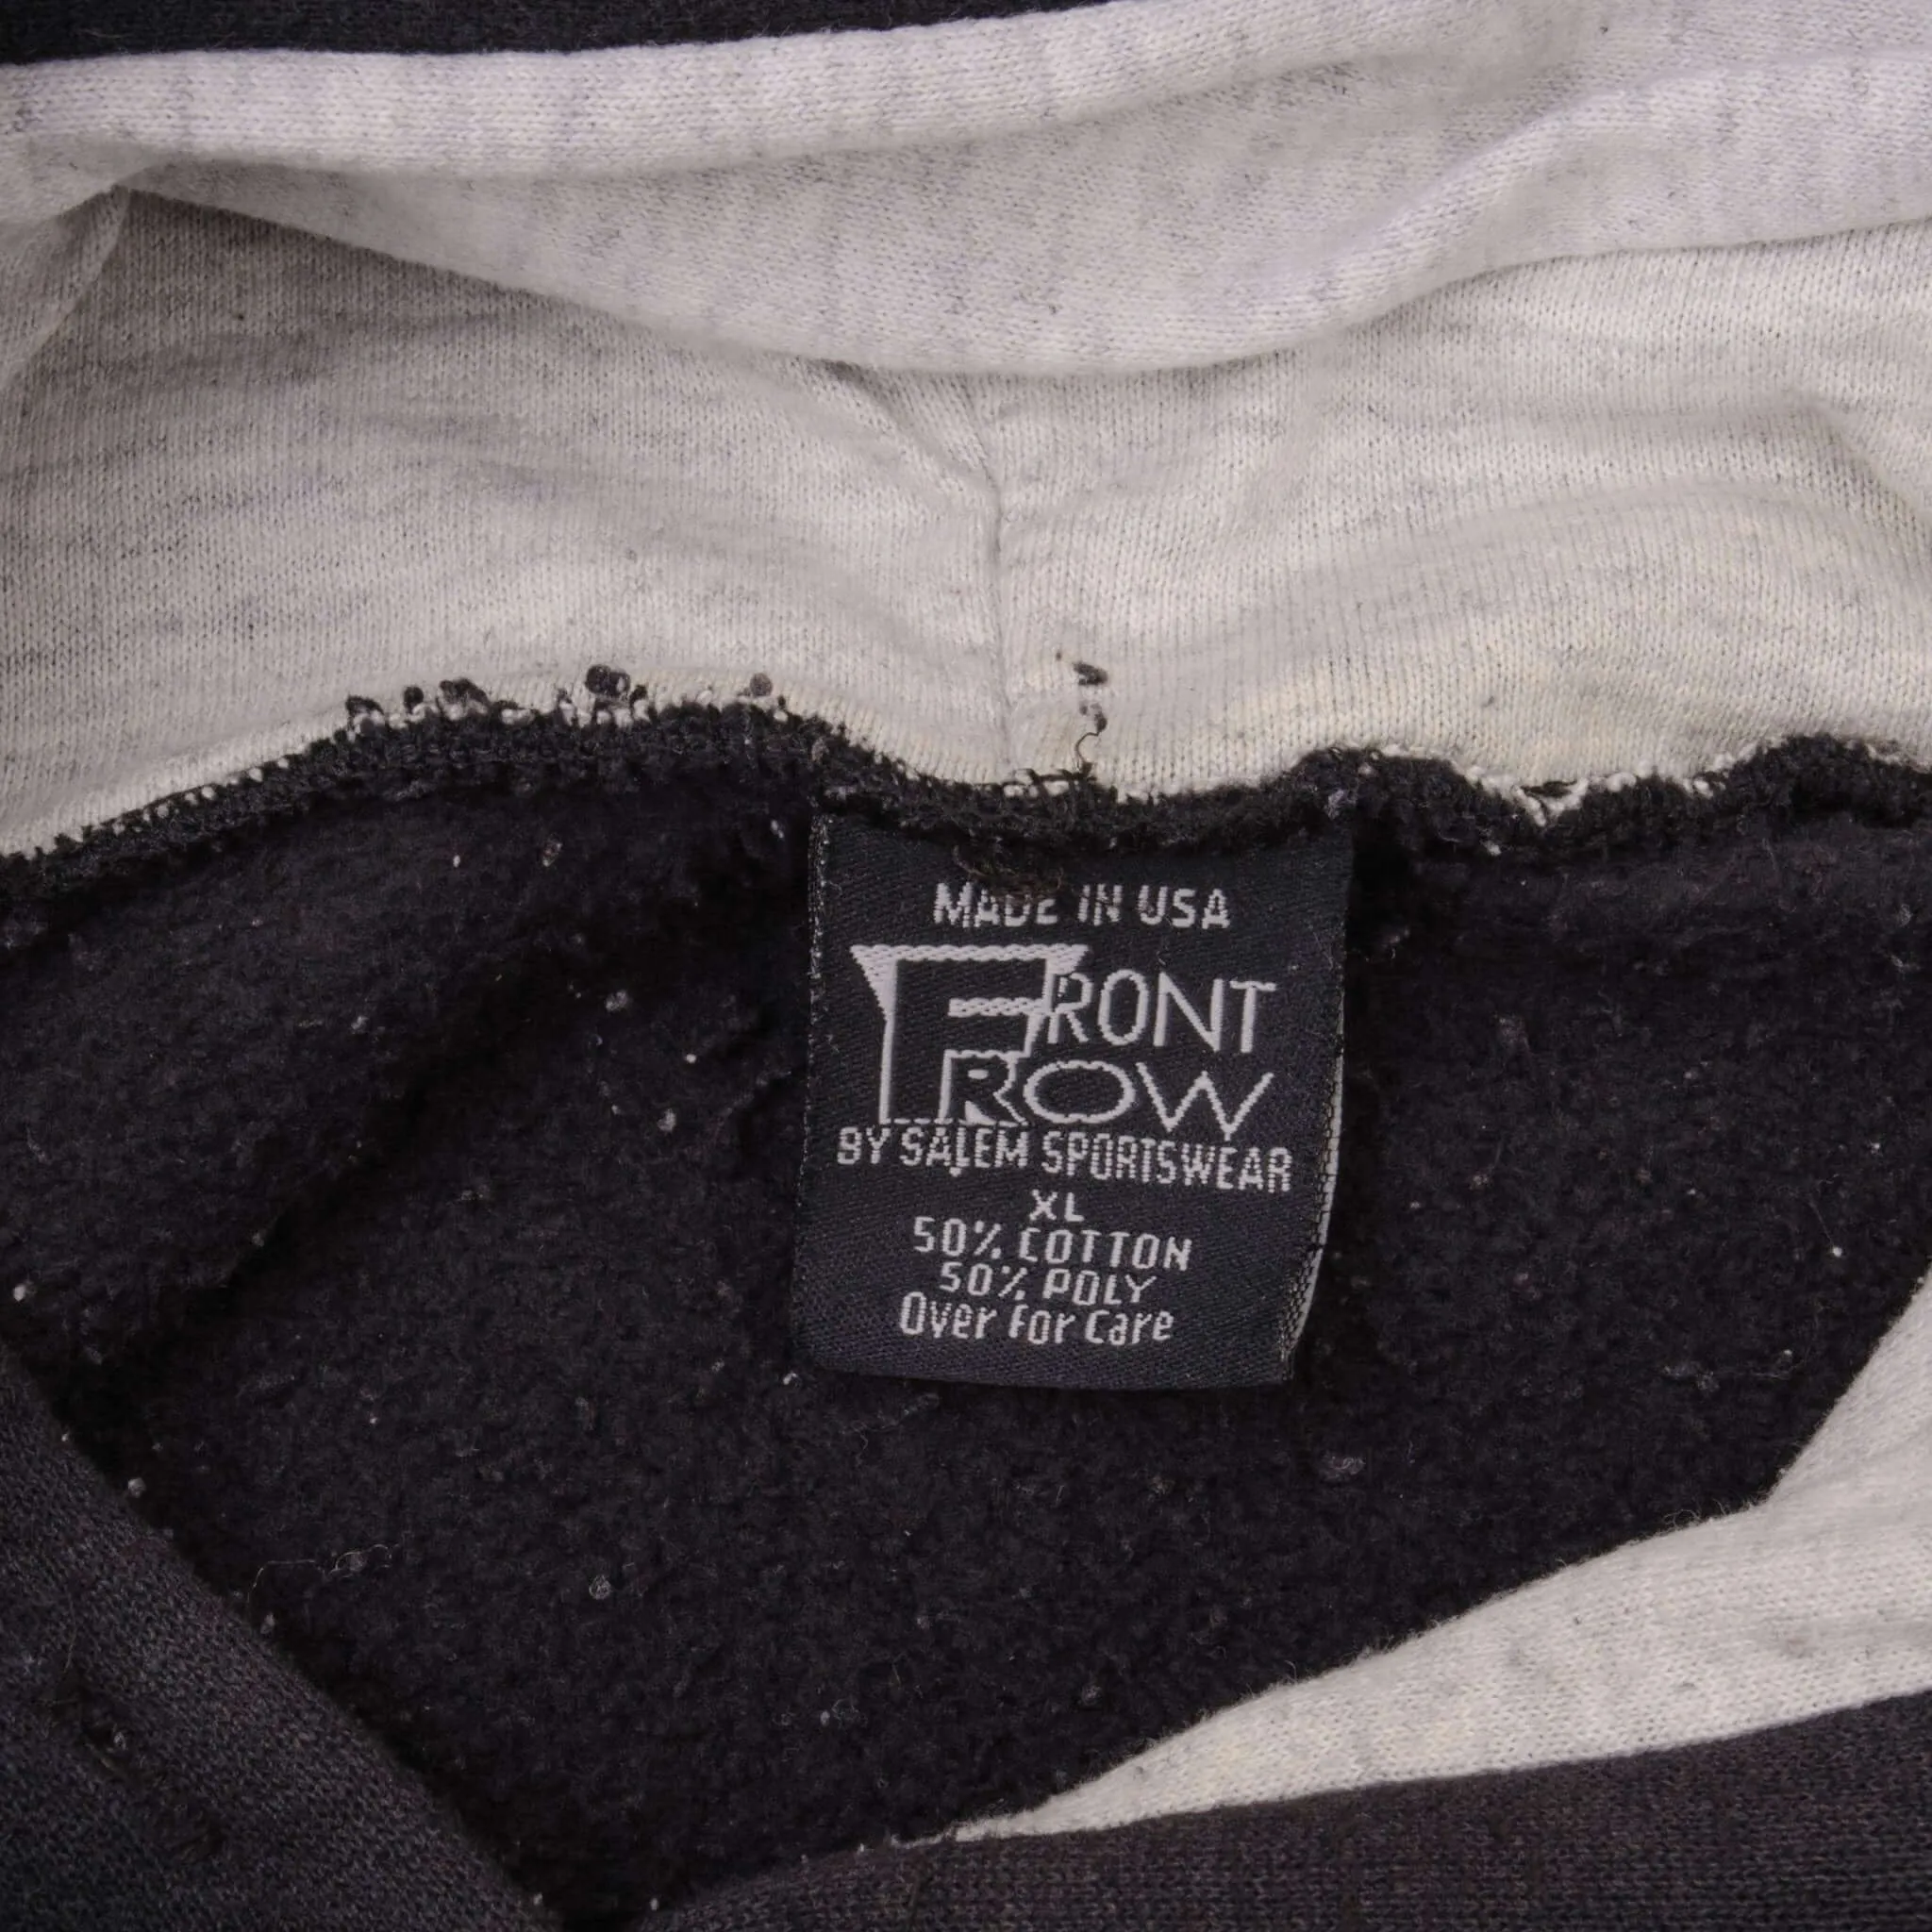 MADE IN USA
FRONT
ROW
BY SALEM SPORTSWEAR
XL
50% COTTON
50% POLY
Over For Care